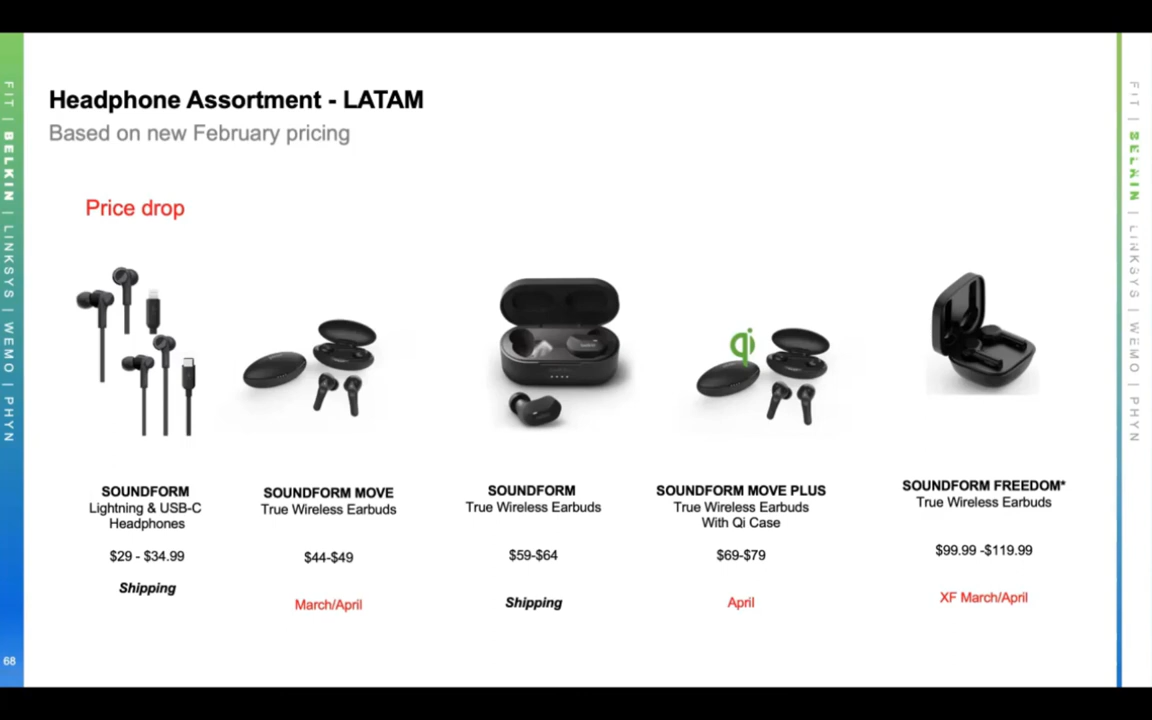 Headphone Assortment - LATAM
Based on new February pricing
Price drop
SOUNDFORM
Lightning & USB-C
Headphones
$29 - $34.99
Shipping
SOUNDFORM MOVE
True Wireless Earbuds
$44-$49
March/April
SOUNDFORM
True Wireless Earbuds
$59-$64
Shipping
qi
SOUNDFORM MOVE PLUS
True Wireless Earbuds
With Qi Case
$69-$79
April
SOUNDFORM FREEDOM*
True Wireless Earbuds
$99.99 -$119.99
XF March/April
FIT | BELKIN | LINKSYS | WEMO | PHYN
68
FIT | BELKIN | LINKSYS | WEMO | PHYN